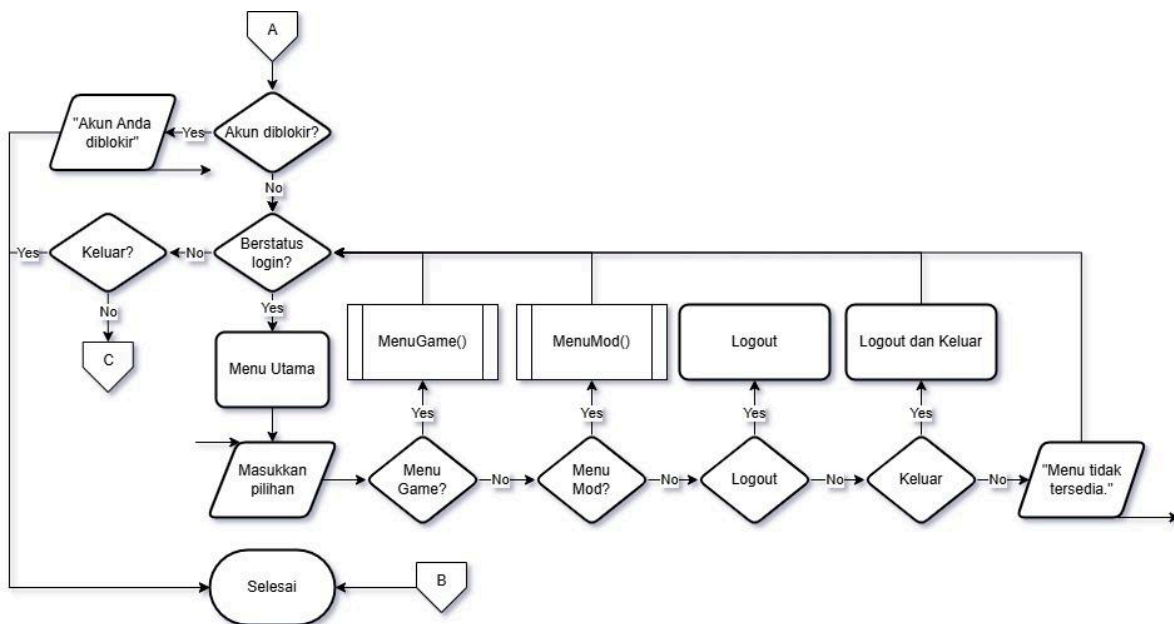 A
"Akun Anda
diblokir"
Yes
Akun diblokir?
No
Yes
Keluar?
No
Berstatus
login?
No
Yes
C
Menu Utama
MenuGame()
MenuMod()
Logout
Logout dan Keluar
Yes
Yes
Yes
Yes
Masukkan
pilihan
Menu
Game?
No
Menu
Mod?
No
Logout
No
Keluar
No
"Menu tidak
tersedia."
Selesai
B